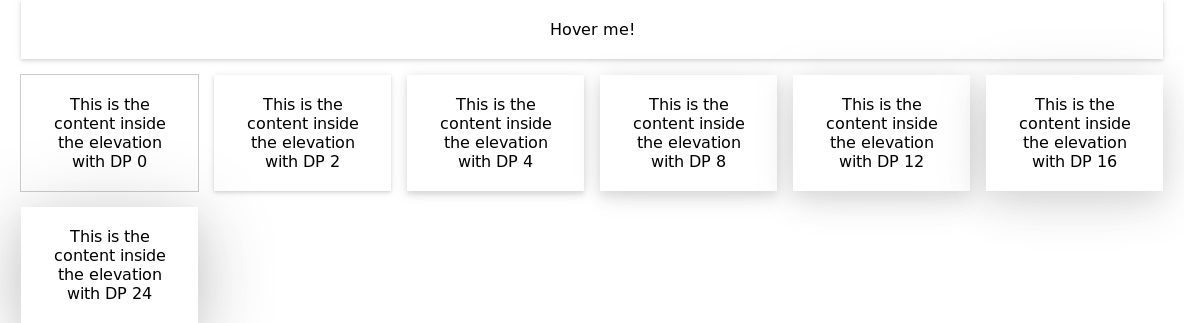 Hover me!
This is the
content inside
the elevation
with DP 0
This is the
content inside
the elevation
with DP 2
This is the
content inside
the elevation
with DP 4
This is the
content inside
the elevation
with DP 8
This is the
content inside
the elevation
with DP 12
This is the
content inside
the elevation
with DP 16
This is the
content inside
the elevation
with DP 24